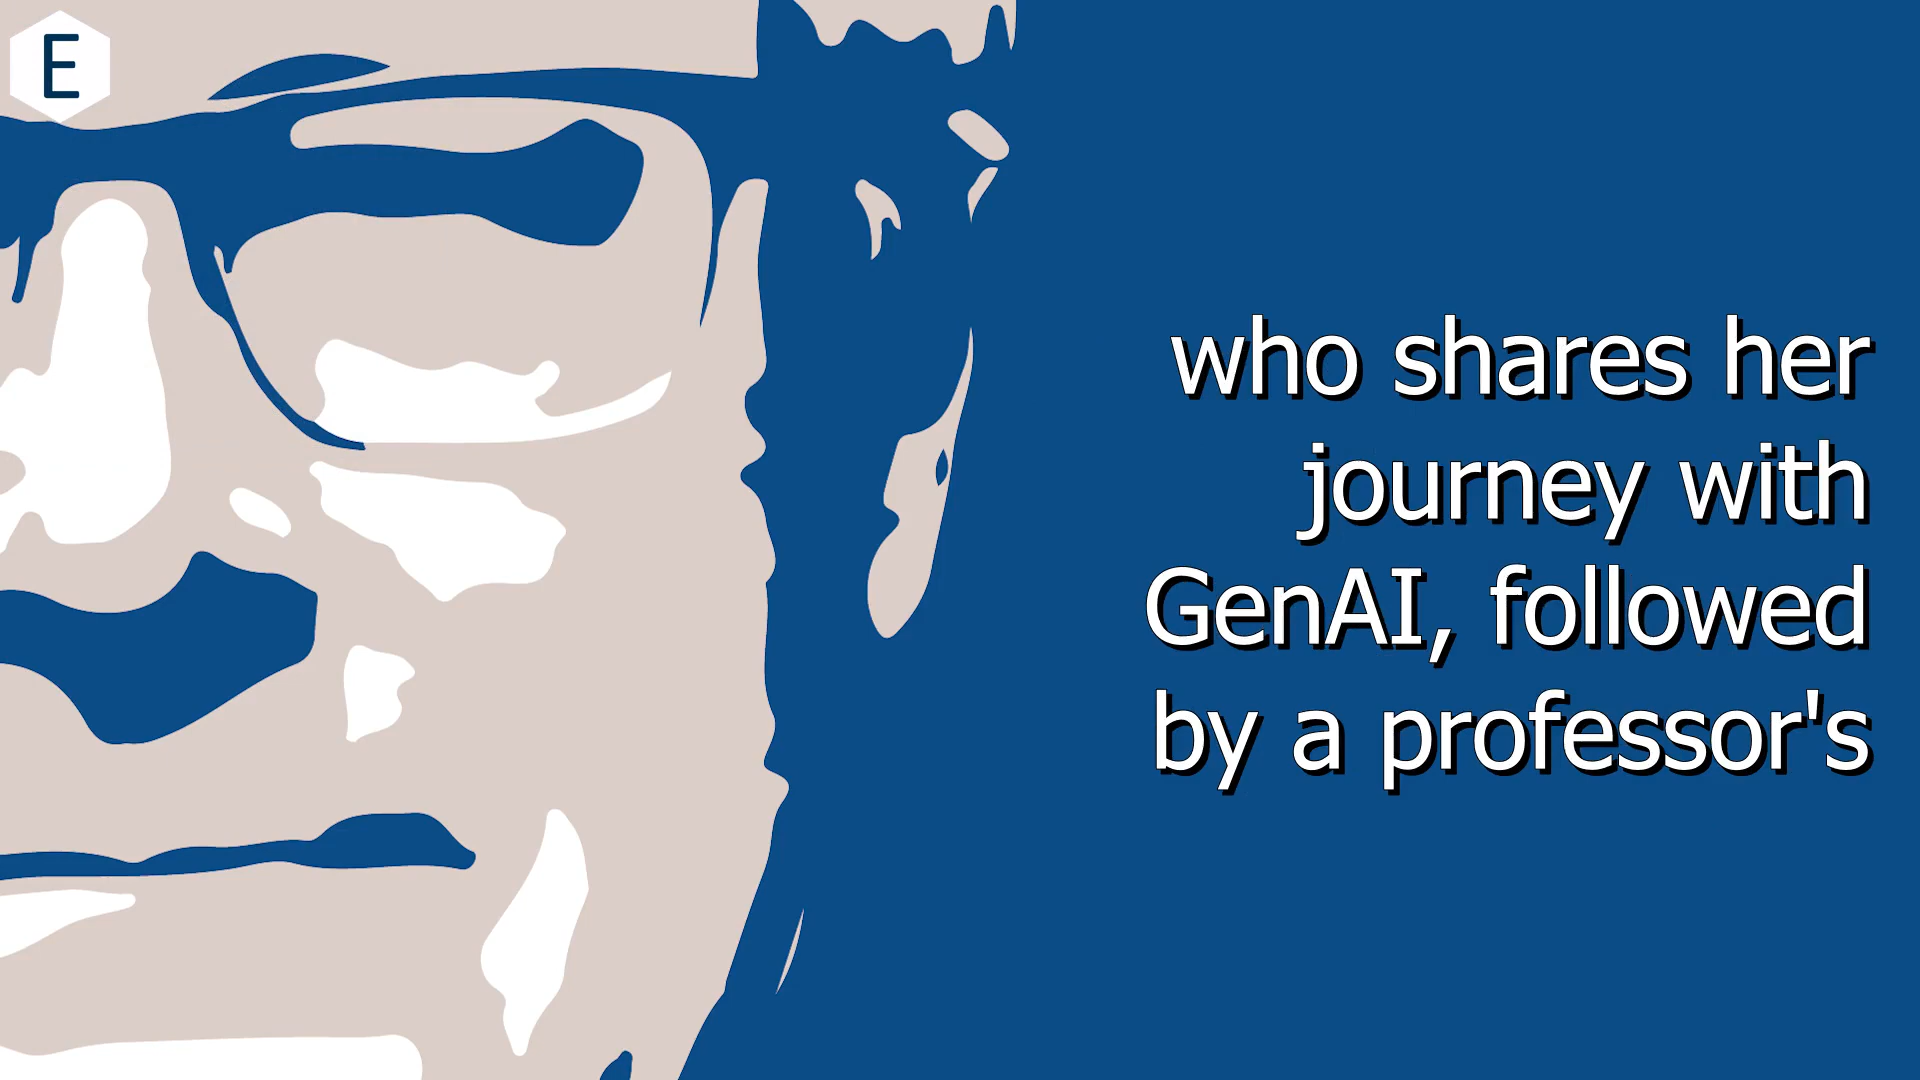 E
who shares her
journey with
GenAI, followed
by a professor's